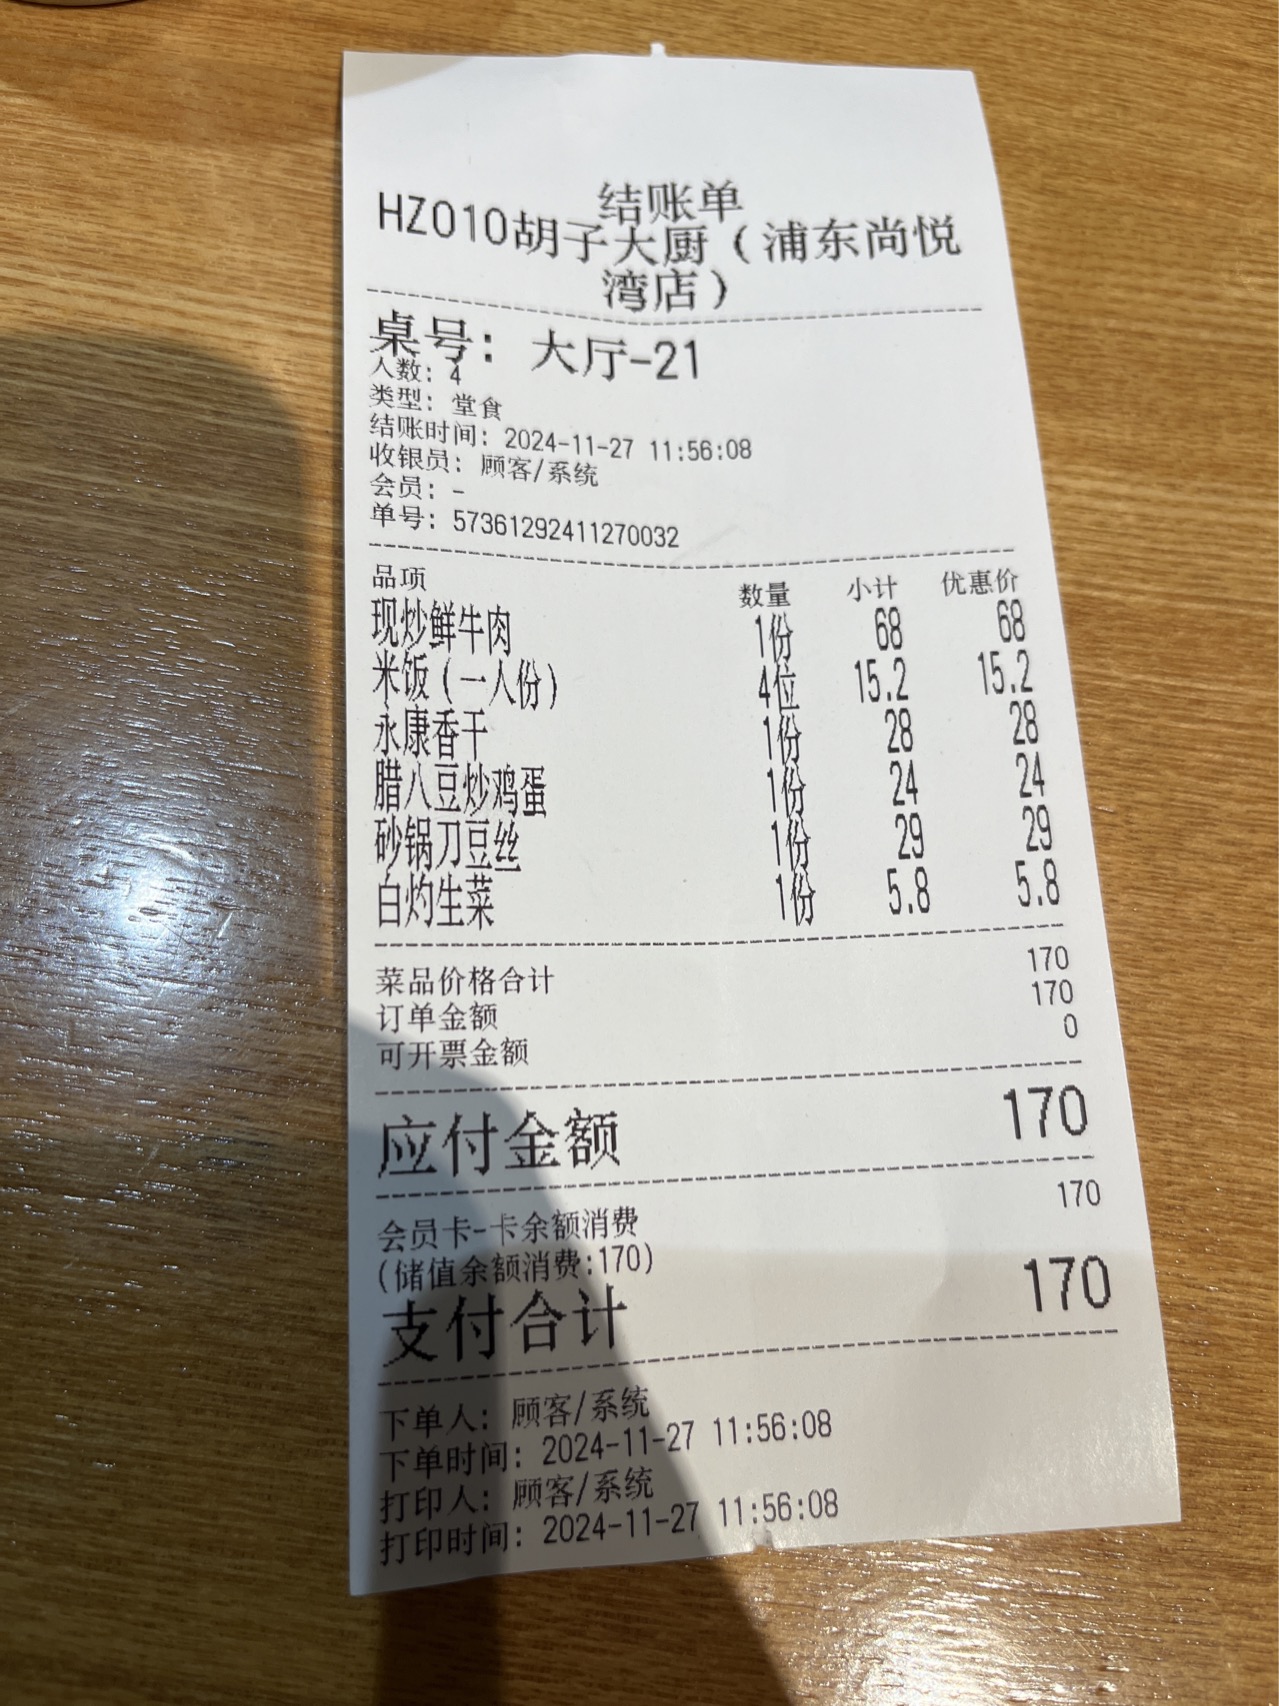 结账单
HZ010胡子大厨（浦东尚悦
湾店）
桌号：大厅-21
人数：4
类型：堂食
结账时间：2024-11-27 11:56:08
收银员：顾客/系统
会员：-
单号：57361292411270032
品项 数量 小计 优惠价
现炒鲜牛肉 1份 68 68
米饭（一人份） 4位 15.2 15.2
永康香干 1份 28 28
腊八豆炒鸡蛋 1份 24 24
砂锅刀豆丝 1份 29 29
白灼生菜 1份 5.8 5.8
菜品价格合计 170
订单金额 170
可开票金额 0
应付金额 170
会员卡-卡余额消费 170
(储值余额消费:170)
支付合计 170
下单人：顾客/系统
下单时间：2024-11-27 11:56:08
打印人：顾客/系统
打印时间：2024-11-27 11:56:08